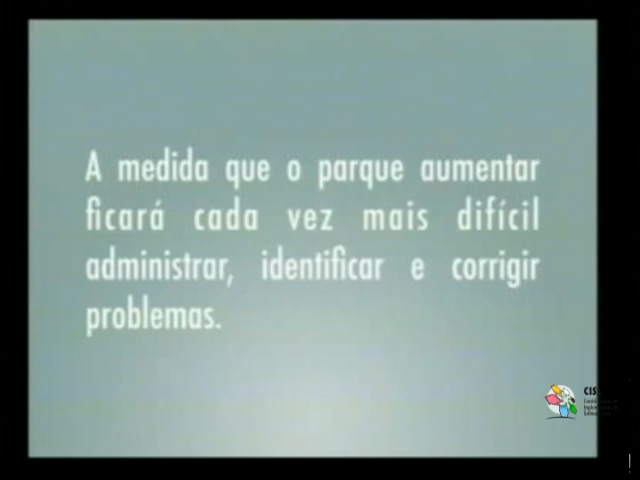 A medida que o parque aumentar
ficará cada vez mais difícil
administrar, identificar e corrigir
problemas.
CIS